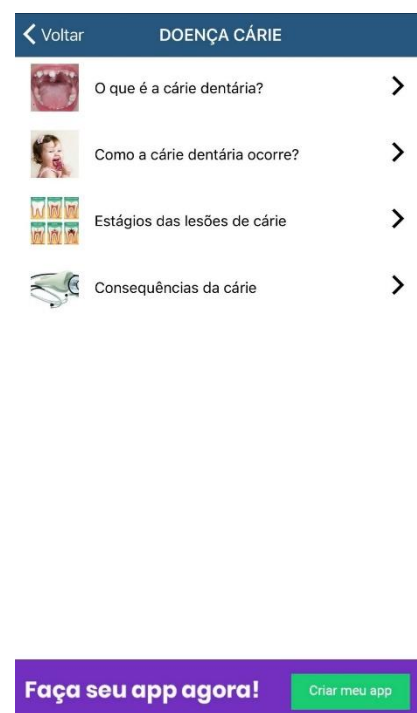 Voltar
DOENÇA CÁRIE
O que é a cárie dentária?
Como a cárie dentária ocorre?
Estágios das lesões de cárie
Consequências da cárie
Faça seu app agora!
Criar meu app